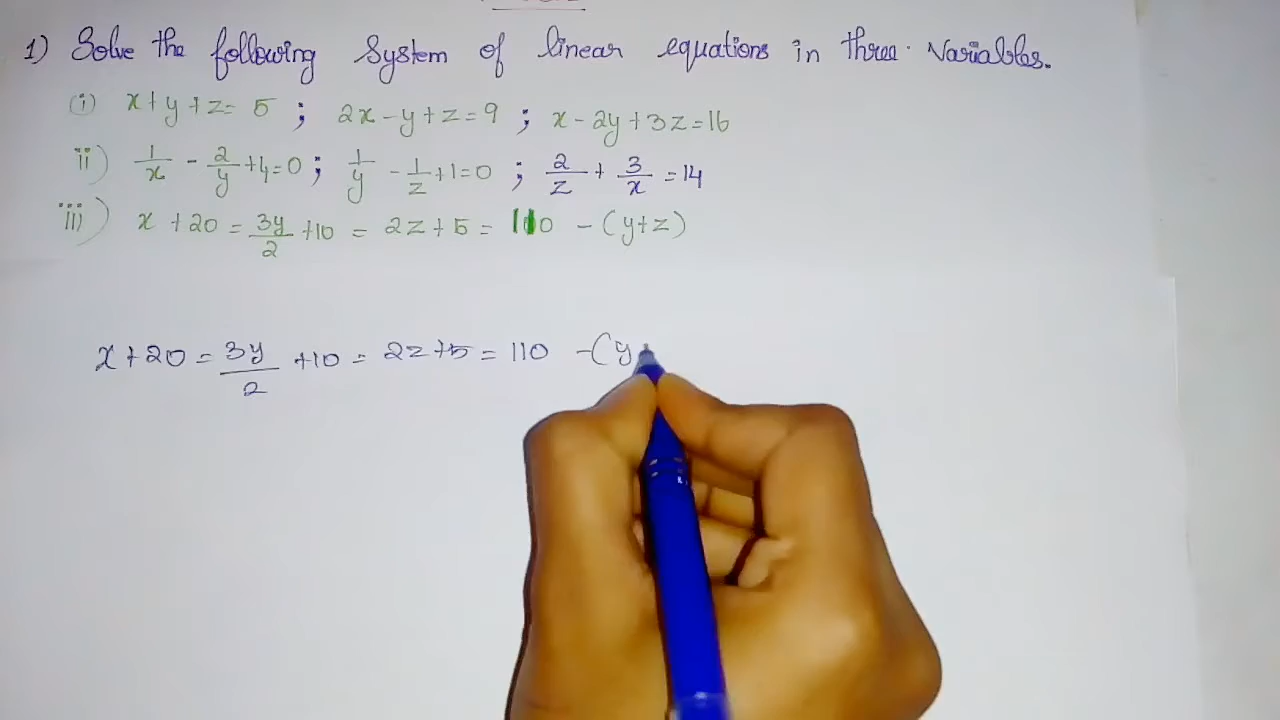 1) Solve the following System of linear equations in three Variables.
(i) x+y+z= 5 ; 2x-y+z=9 ; x-2y+3z=16
ii) 1/x - 2/y +4=0 ; 1/y - 1/z +1=0 ; 2/z + 3/x = 14
iii) x +20 = 3y/2 +10 = 2z+5 = 110 - (y+z)
x+20 = 3y/2 +10 = 2z+5 = 110 -(y